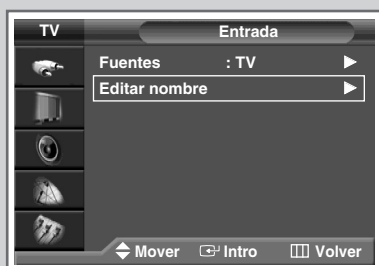 TV Entrada
Fuentes : TV
Editar nombre
Mover Intro Volver